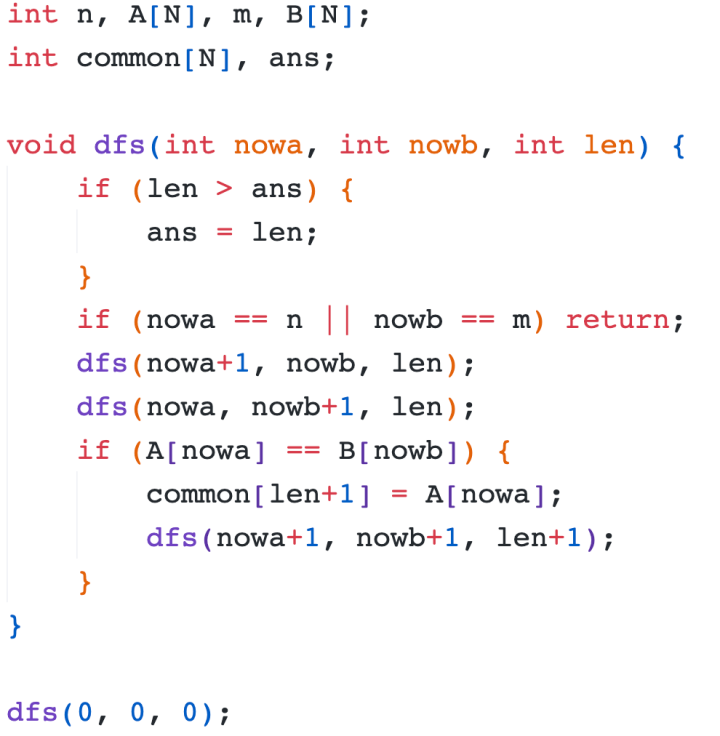 int n, A[N], m, B[N];
int common[N], ans;
void dfs(int nowa, int nowb, int len) {
if (len > ans) {
ans = len;
}
if (nowa == n || nowb == m) return;
dfs(nowa+1, nowb, len);
dfs(nowa, nowb+1, len);
if (A[nowa] == B[nowb]) {
common[len+1] = A[nowa];
dfs(nowa+1, nowb+1, len+1);
}
}
dfs(0, 0, 0);